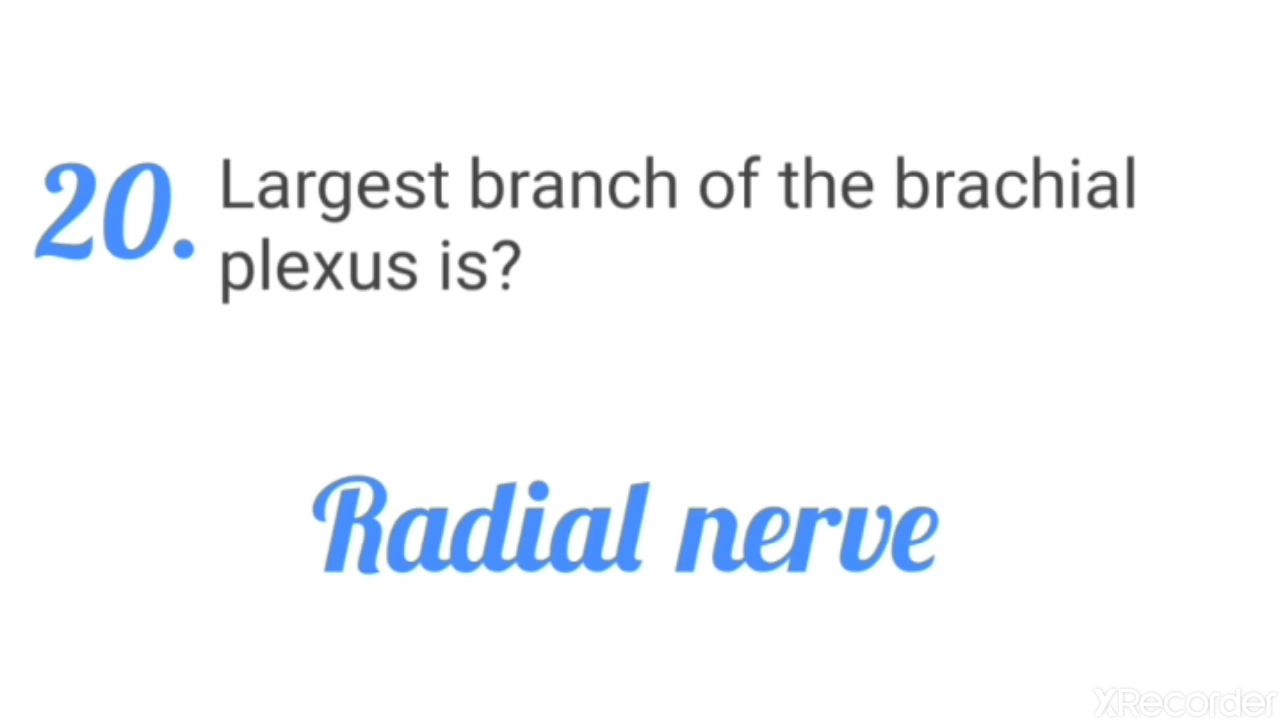 20. Largest branch of the brachial
plexus is?
Radial nerve
XRecorder